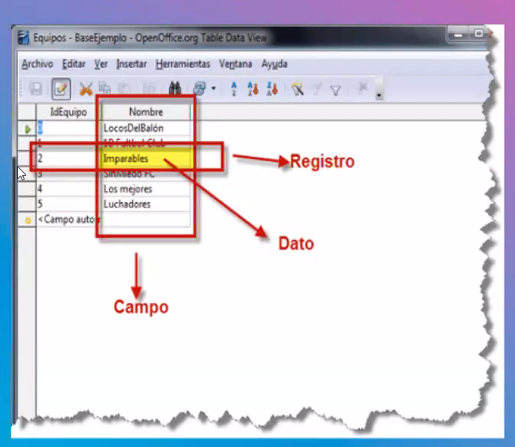 Equipos - BaseEjemplo - OpenOffice.org Table Data View
Archivo Editar Ver Insertar Herramientas Ventana Ayuda
IdEquipo Nombre
0 LocosDelBalón
1
2 Imparables
3 SinMiedo FC
4 Los mejores
5 Luchadores
<Campo auto
Registro
Dato
Campo